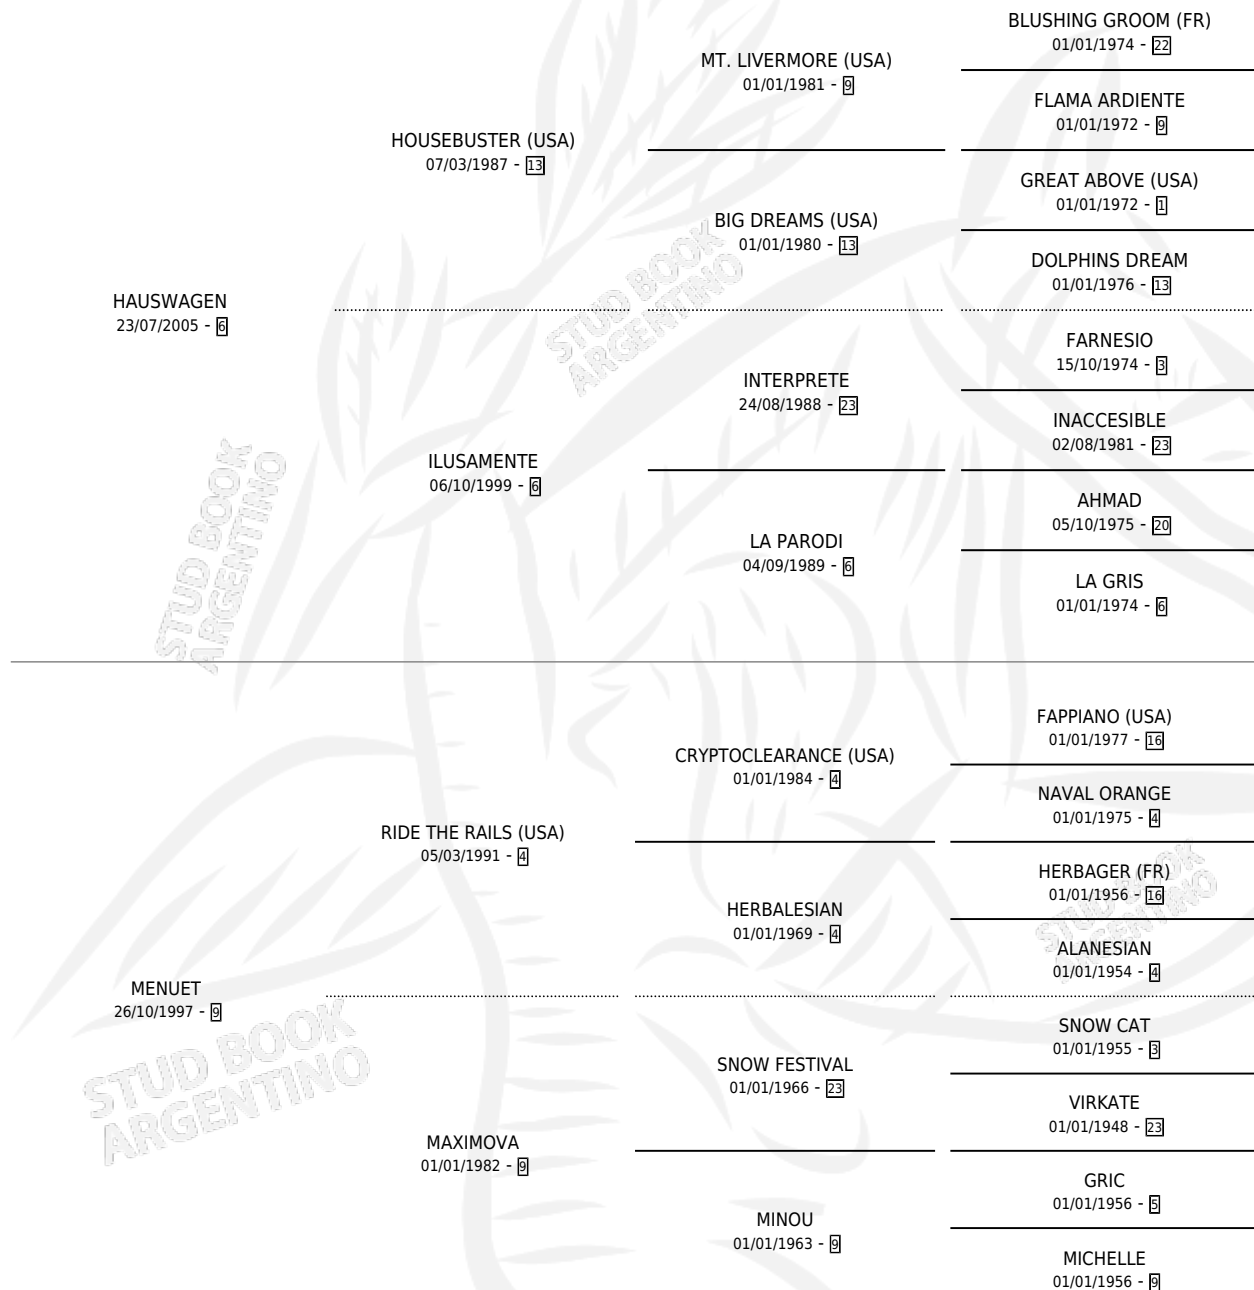 BLUSHING GROOM (FR)
01/01/1974 - 22
MT. LIVERMORE (USA)
01/01/1981 - 9
FLAMA ARDIENTE
01/01/1972 - 9
HOUSEBUSTER (USA)
07/03/1987 - 13
GREAT ABOVE (USA)
01/01/1972 - 1
BIG DREAMS (USA)
01/01/1980 - 13
DOLPHINS DREAM
01/01/1976 - 13
HAUSWAGEN
23/07/2005 - 6
FARNESIO
15/10/1974 - 3
INTERPRETE
24/08/1988 - 23
INACCESIBLE
02/08/1981 - 23
ILUSAMENTE
06/10/1999 - 6
AHMAD
05/10/1975 - 20
LA PARODI
04/09/1989 - 6
LA GRIS
01/01/1974 - 6
FAPPIANO (USA)
01/01/1977 - 16
CRYPTOCLEARANCE (USA)
01/01/1984 - 4
NAVAL ORANGE
01/01/1975 - 4
RIDE THE RAILS (USA)
05/03/1991 - 4
HERBAGER (FR)
01/01/1956 - 16
HERBALESIAN
01/01/1969 - 4
ALANESIAN
01/01/1954 - 4
MENUET
26/10/1997 - 9
SNOW CAT
01/01/1955 - 3
SNOW FESTIVAL
01/01/1966 - 23
VIRKATE
01/01/1948 - 23
MAXIMOVA
01/01/1982 - 9
GRIC
01/01/1956 - 5
MINOU
01/01/1963 - 9
MICHELLE
01/01/1956 - 9
STUD BOOK
ARGENTINO
STUD BOOK
ARGENTINO
STUD BOOK
ARGENTINO
STUD BOOK
ARGENTINO